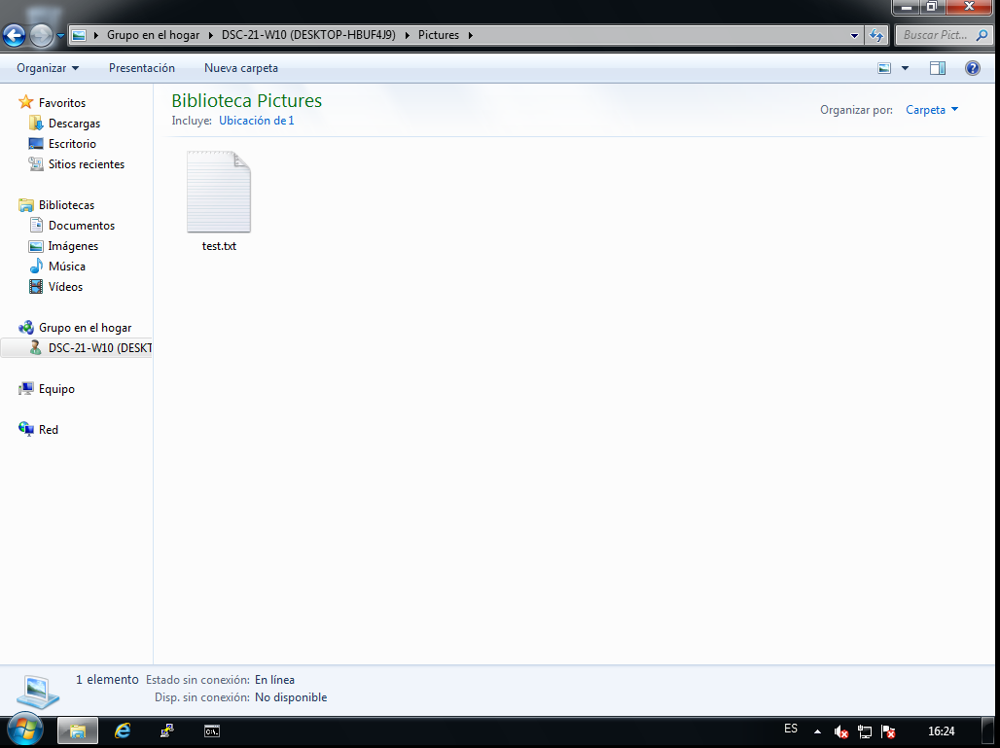 Grupo en el hogar DSC-21-W10 (DESKTOP-HBUF4J9) Pictures
Buscar Pict...
Organizar Presentación Nueva carpeta
Favoritos
Descargas
Escritorio
Sitios recientes
Bibliotecas
Documentos
Imágenes
Música
Vídeos
Grupo en el hogar
DSC-21-W10 (DESKT
Equipo
Red
Biblioteca Pictures
Incluye: Ubicación de 1
Organizar por: Carpeta
test.txt
1 elemento Estado sin conexión: En línea
Disp. sin conexión: No disponible
C:\.
ES
16:24